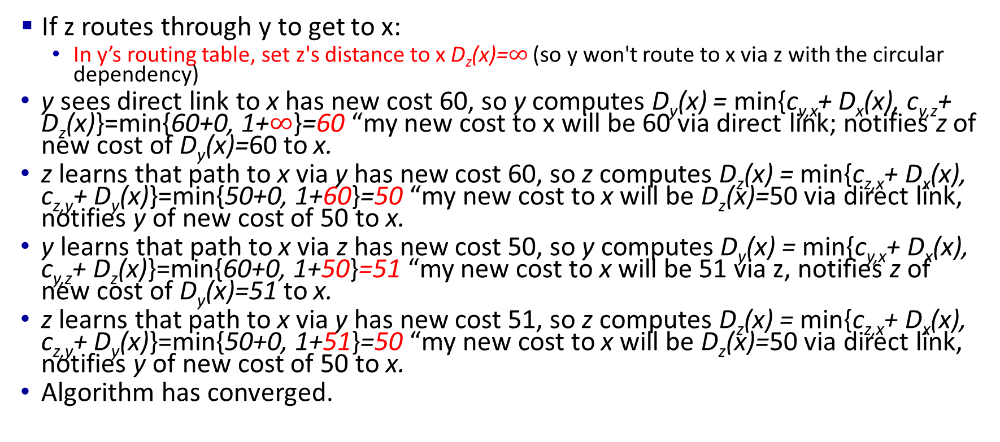 ▪ If z routes through y to get to x:
• In y’s routing table, set z's distance to x Dz(x)=∞ (so y won't route to x via z with the circular
dependency)
• y sees direct link to x has new cost 60, so y computes Dy(x) = min{cy,x+ Dx(x), cy,z+
Dz(x)}=min{60+0, 1+∞}=60 “my new cost to x will be 60 via direct link; notifies z of
new cost of Dy(x)=60 to x.
• z learns that path to x via y has new cost 60, so z computes Dz(x) = min{cz,x+ Dx(x),
cz,y+ Dy(x)}=min{50+0, 1+60}=50 “my new cost to x will be Dz(x)=50 via direct link,
notifies y of new cost of 50 to x.
• y learns that path to x via z has new cost 50, so y computes Dy(x) = min{cy,x+ Dx(x),
cy,z+ Dz(x)}=min{60+0, 1+50}=51 “my new cost to x will be 51 via z, notifies z of
new cost of Dy(x)=51 to x.
• z learns that path to x via y has new cost 51, so z computes Dz(x) = min{cz,x+ Dx(x),
cz,y+ Dy(x)}=min{50+0, 1+51}=50 “my new cost to x will be Dz(x)=50 via direct link,
notifies y of new cost of 50 to x.
• Algorithm has converged.